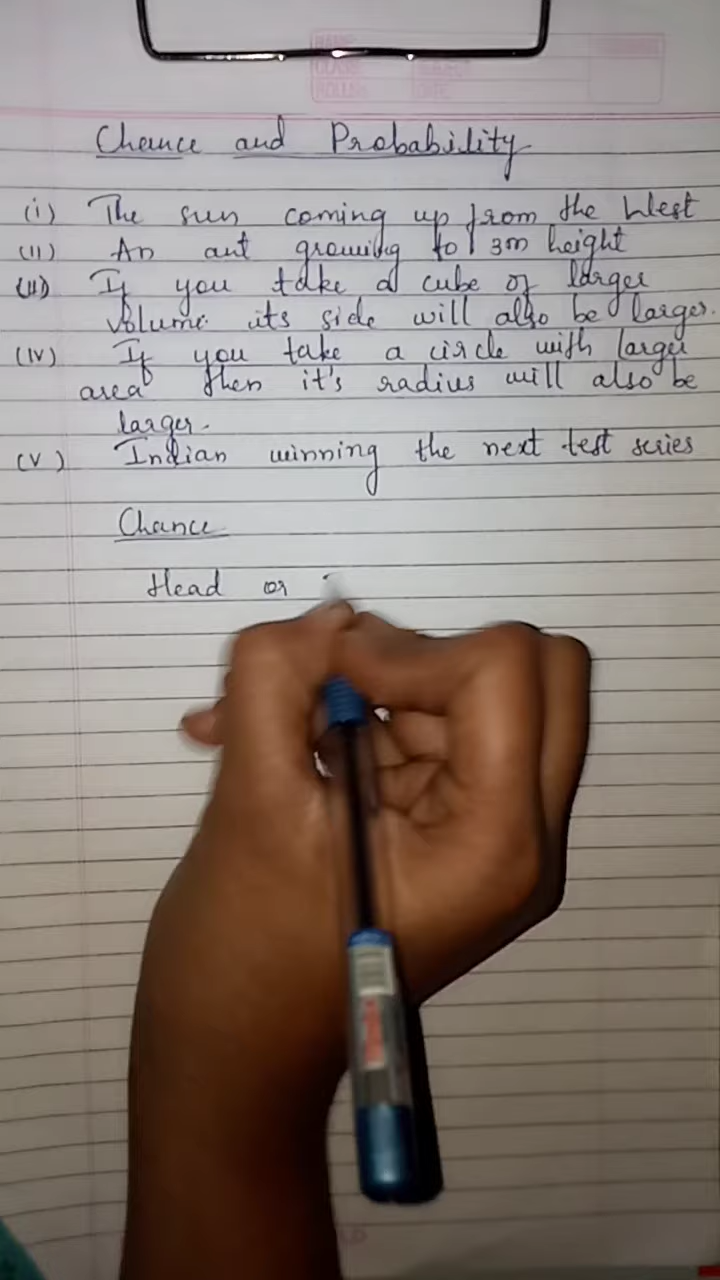 Chance and Probability
(i) The sun coming up from the West
(II) An ant growing to 3m height
(III) If you take a cube of larger
volume its side will also be larger.
(IV) If you take a circle with larger
area then it's radius will also be
larger.
(V) Indian winning the next test series
Chance
Head or